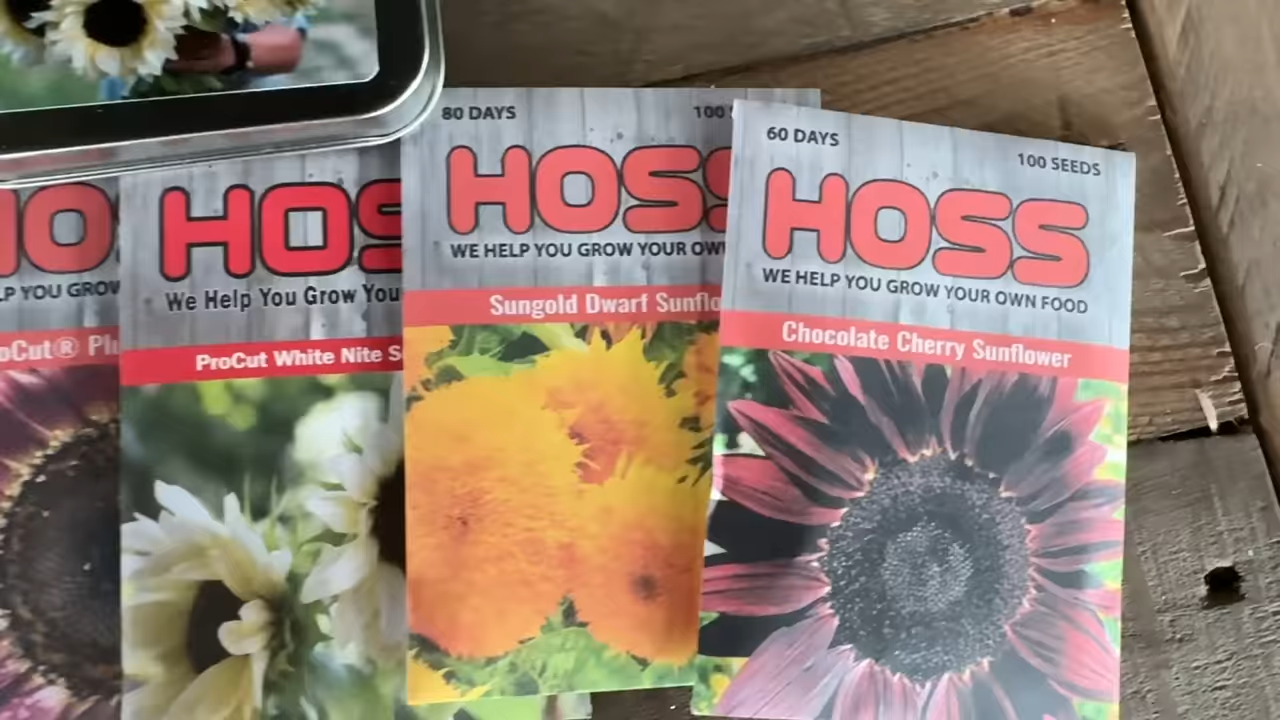 HO
LP YOU GROW
oCut® Plu
HOS
We Help You Grow You
ProCut White Nite S
80 DAYS
100
HOSS
WE HELP YOU GROW YOUR OWN
Sungold Dwarf Sunflo
60 DAYS
100 SEEDS
HOSS
WE HELP YOU GROW YOUR OWN FOOD
Chocolate Cherry Sunflower